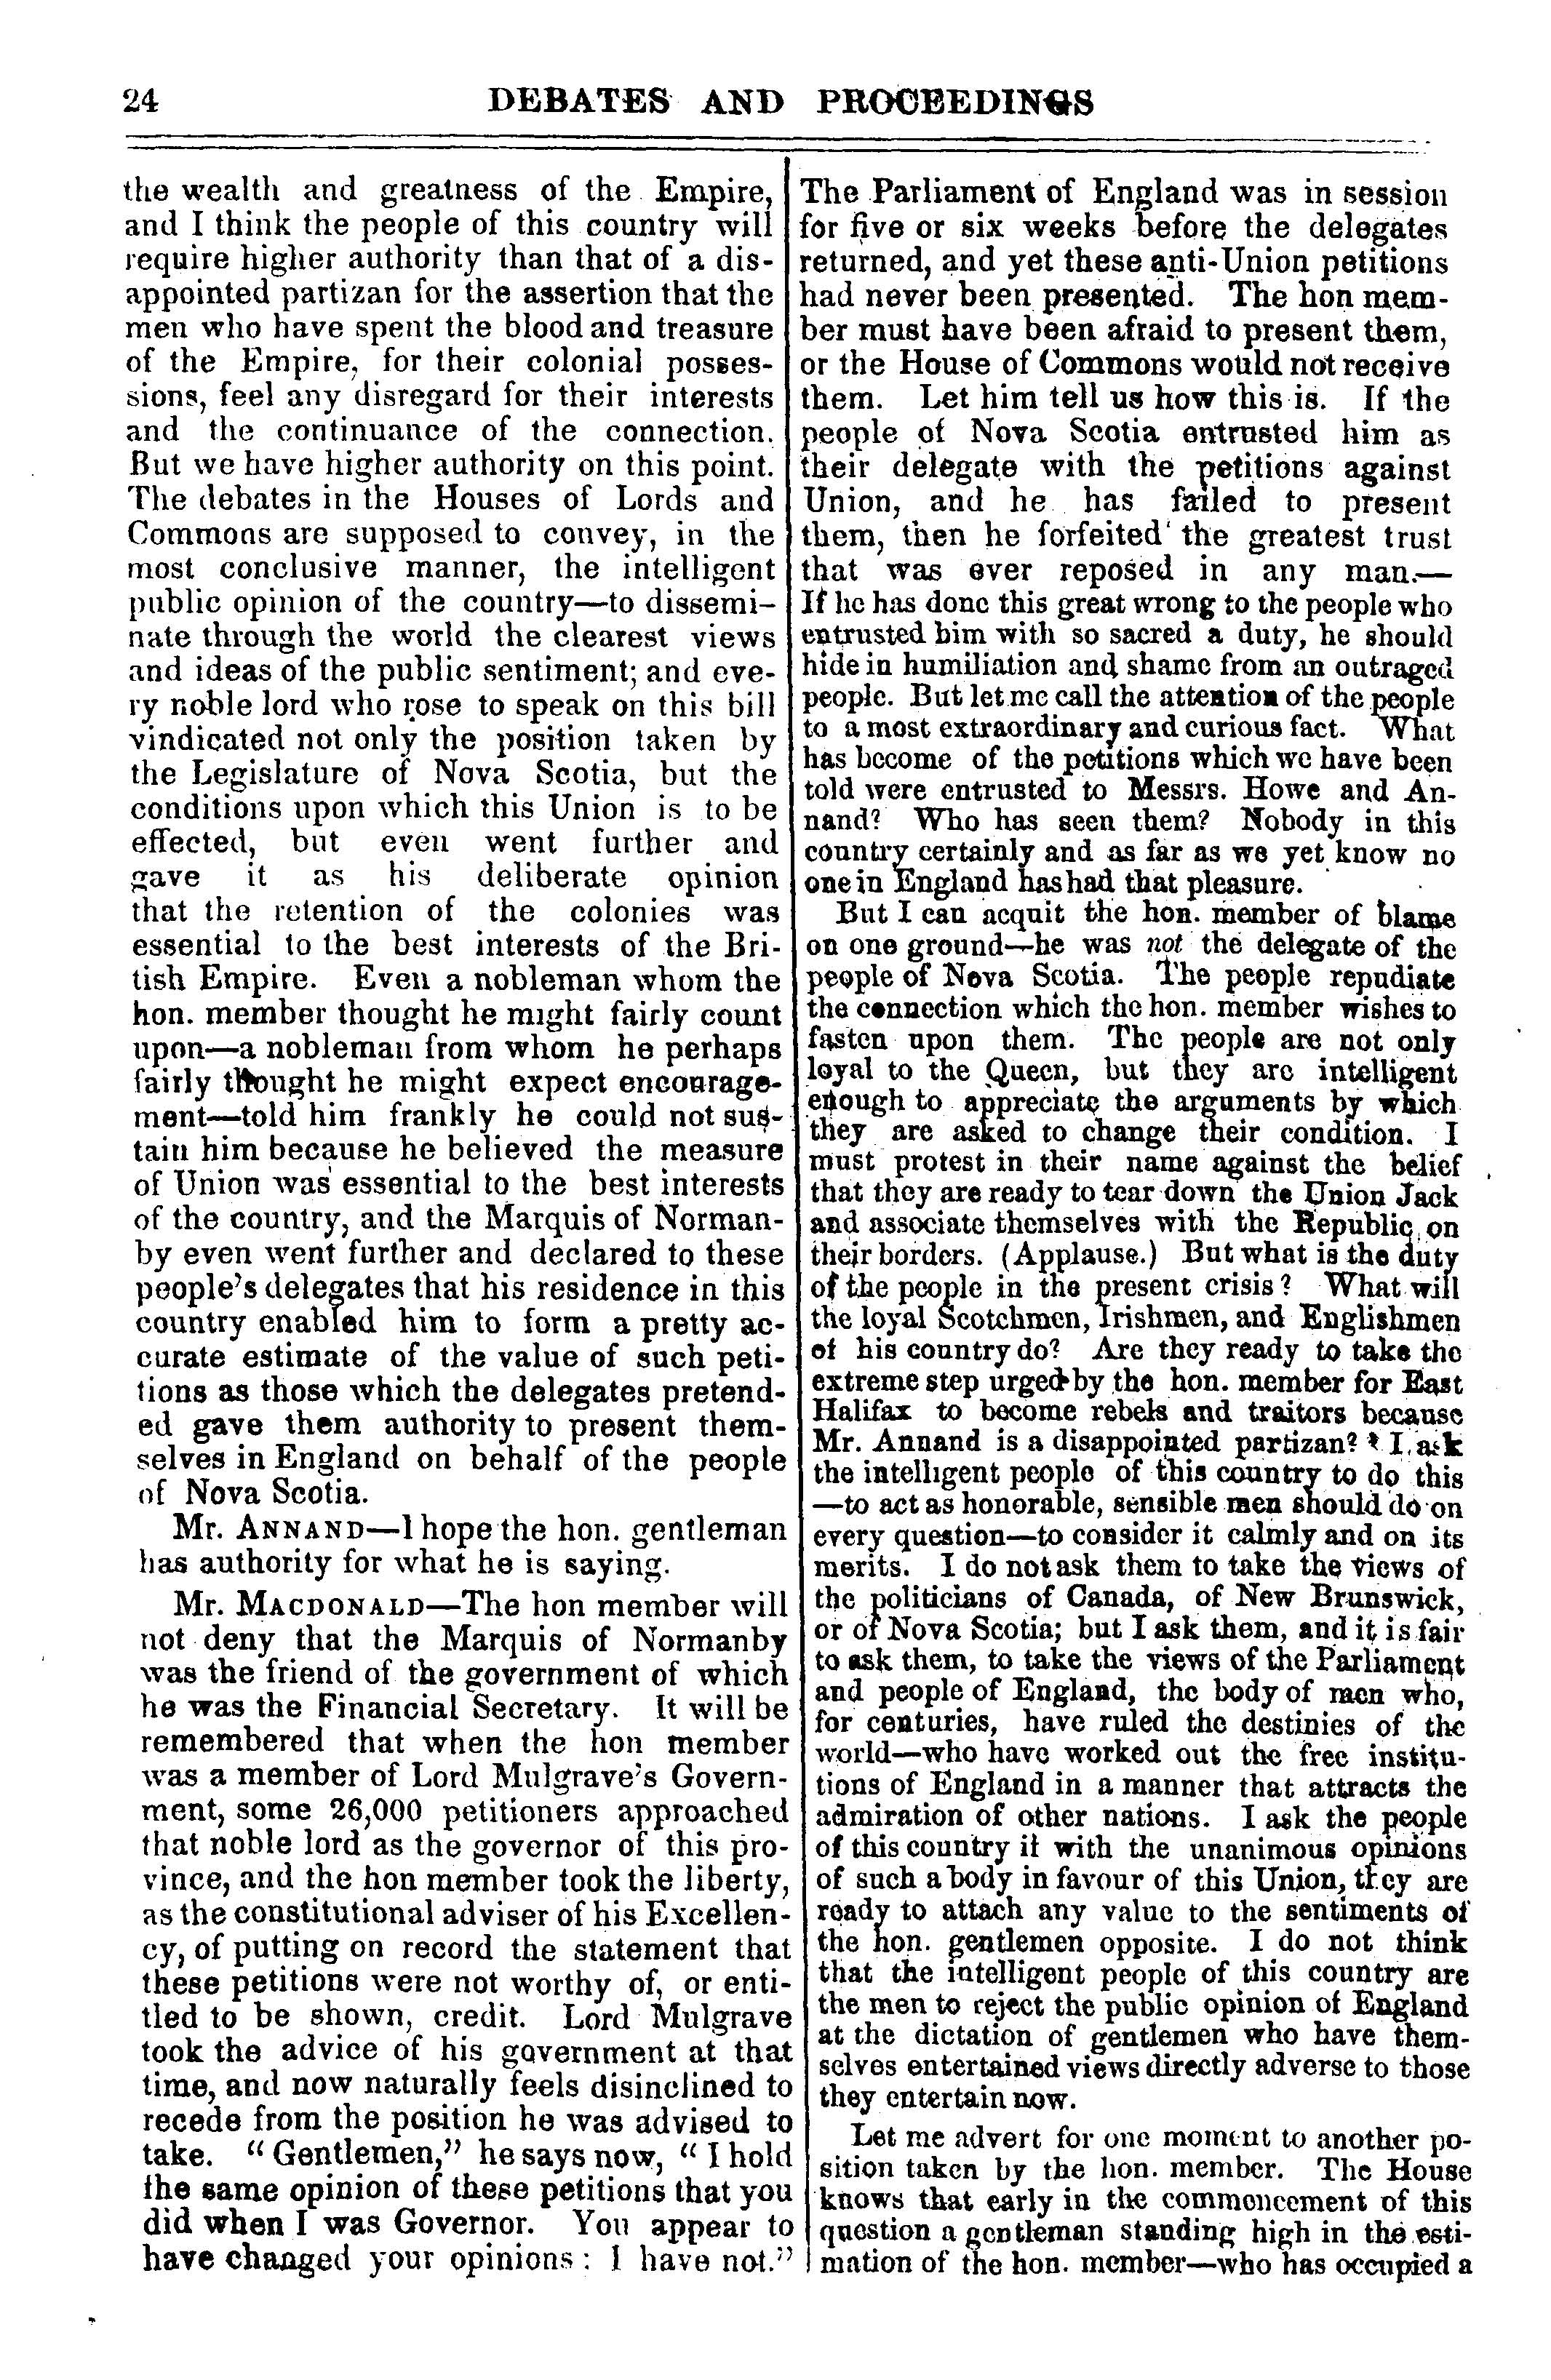 24 DEBATES AND PROCEEDINGS
the wealth and greatness of the Empire,
and I think the people of this country will
require higher authority than that of a dis-
appointed partizan for the assertion that the
men who have spent the blood and treasure
of the Empire, for their colonial posses-
sions, feel any disregard for their interests
and the continuance of the connection.
But we have higher authority on this point.
The debates in the Houses of Lords and
Commons are supposed to convey, in the
most conclusive manner, the intelligent
public opinion of the country—to dissemi-
nate through the world the clearest views
and ideas of the public sentiment; and eve-
ry noble lord who rose to speak on this bill
vindicated not only the position taken by
the Legislature of Nova Scotia, but the
conditions upon which this Union is to be
effected, but even went further and
gave it as his deliberate opinion
that the retention of the colonies was
essential to the best interests of the Bri-
tish Empire. Even a nobleman whom the
hon. member thought he might fairly count
upon—a nobleman from whom he perhaps
fairly thought he might expect encourage-
ment—told him frankly he could not sus-
tain him because he believed the measure
of Union was essential to the best interests
of the country, and the Marquis of Norman-
by even went further and declared to these
people's delegates that his residence in this
country enabled him to form a pretty ac-
curate estimate of the value of such peti-
tions as those which the delegates pretend-
ed gave them authority to present them-
selves in England on behalf of the people
of Nova Scotia.
Mr. ANNAND—I hope the hon. gentleman
has authority for what he is saying.
Mr. MACDONALD—The hon member will
not deny that the Marquis of Normanby
was the friend of the government of which
he was the Financial Secretary. It will be
remembered that when the hon member
was a member of Lord Mulgrave's Govern-
ment, some 26,000 petitioners approached
that noble lord as the governor of this pro-
vince, and the hon member took the liberty,
as the constitutional adviser of his Excellen-
cy, of putting on record the statement that
these petitions were not worthy of, or enti-
tled to be shown, credit. Lord Mulgrave
took the advice of his government at that
time, and now naturally feels disinclined to
recede from the position he was advised to
take. "Gentlemen," he says now, "I hold
the same opinion of these petitions that you
did when I was Governor. You appear to
have changed your opinions: I have not."
The Parliament of England was in session
for five or six weeks before the delegates
returned, and yet these anti-Union petitions
had never been presented. The hon mem-
ber must have been afraid to present them,
or the House of Commons would not receive
them. Let him tell us how this is. If the
people of Nova Scotia entrusted him as
their delegate with the petitions against
Union, and he has failed to present
them, then he forfeited the greatest trust
that was ever reposed in any man.—
If he has done this great wrong to the people who
entrusted him with so sacred a duty, he should
hide in humiliation and shame from an outraged
people. But let me call the attention of the people
to a most extraordinary and curious fact. What
has become of the petitions which we have been
told were entrusted to Messrs. Howe and An-
nand? Who has seen them? Nobody in this
country certainly and as far as we yet know no
one in England has had that pleasure.
But I can acquit the hon. member of blame
on one ground—he was not the delegate of the
people of Nova Scotia. The people repudiate
the connection which the hon. member wishes to
fasten upon them. The people are not only
loyal to the Queen, but they are intelligent
enough to appreciate the arguments by which
they are asked to change their condition. I
must protest in their name against the belief
that they are ready to tear down the Union Jack
and associate themselves with the Republic on
their borders. (Applause.) But what is the duty
of the people in the present crisis? What will
the loyal Scotchmen, Irishmen, and Englishmen
of his country do? Are they ready to take the
extreme step urged by the hon. member for East
Halifax to become rebels and traitors because
Mr. Annand is a disappointed partizan? I ask
the intelligent people of this country to do this
—to act as honorable, sensible men should do on
every question—to consider it calmly and on its
merits. I do not ask them to take the views of
the politicians of Canada, of New Brunswick,
or of Nova Scotia; but I ask them, and it is fair
to ask them, to take the views of the Parliament
and people of England, the body of men who,
for centuries, have ruled the destinies of the
world—who have worked out the free institu-
tions of England in a manner that attracts the
admiration of other nations. I ask the people
of this country if with the unanimous opinions
of such a body in favour of this Union, they are
ready to attach any value to the sentiments of
the hon. gentlemen opposite. I do not think
that the intelligent people of this country are
the men to reject the public opinion of England
at the dictation of gentlemen who have them-
selves entertained views directly adverse to those
they entertain now.
Let me advert for one moment to another po-
sition taken by the hon. member. The House
knows that early in the commencement of this
question a gentleman standing high in the esti-
mation of the hon. member—who has occupied a